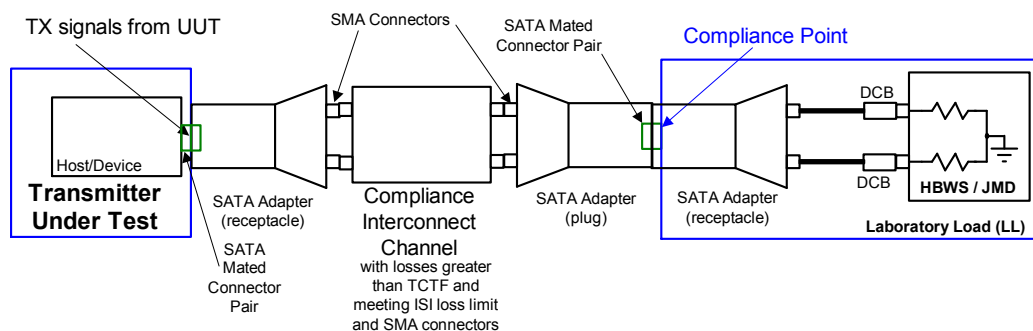 TX signals from UUT
SMA Connectors
SATA Mated
Connector Pair
Compliance Point
Host/Device
Transmitter
Under Test
SATA
Mated
Connector
Pair
SATA Adapter
(receptacle)
Compliance
Interconnect
Channel
with losses greater
than TCTF and
meeting ISI loss limit
and SMA connectors
SATA Adapter
(plug)
SATA Adapter
(receptacle)
DCB
DCB
HBWS / JMD
Laboratory Load (LL)